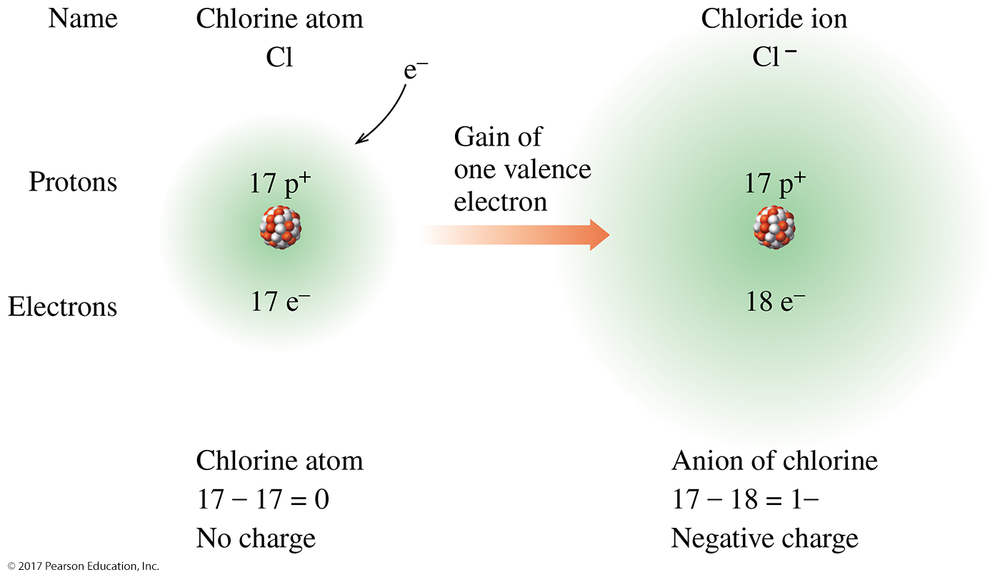 Name Chlorine atom Chloride ion
Cl Cl⁻
e⁻
Gain of
one valence
electron
Protons 17 p⁺ 17 p⁺
Electrons 17 e⁻ 18 e⁻
Chlorine atom Anion of chlorine
17 – 17 = 0 17 – 18 = 1–
No charge Negative charge
© 2017 Pearson Education, Inc.